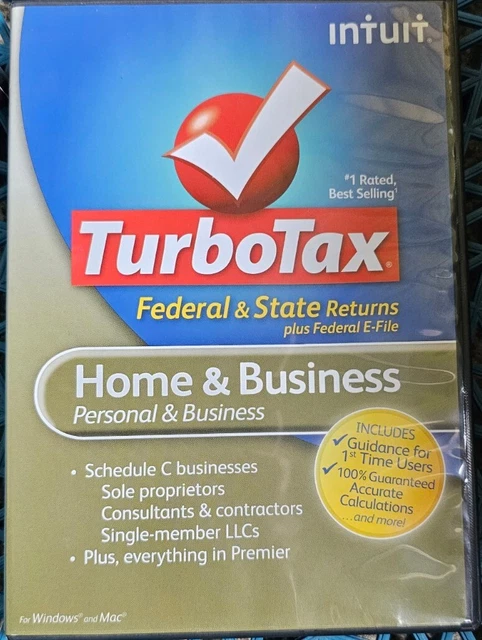 intuit
#1 Rated,
Best Selling†
TurboTax®
Federal & State Returns
plus Federal E-File
Home & Business
Personal & Business
INCLUDES
✓Guidance for
1st Time Users
✓100% Guaranteed
Accurate
Calculations
...and more!
• Schedule C businesses
Sole proprietors
Consultants & contractors
Single-member LLCs
• Plus, everything in Premier
For Windows® and Mac®